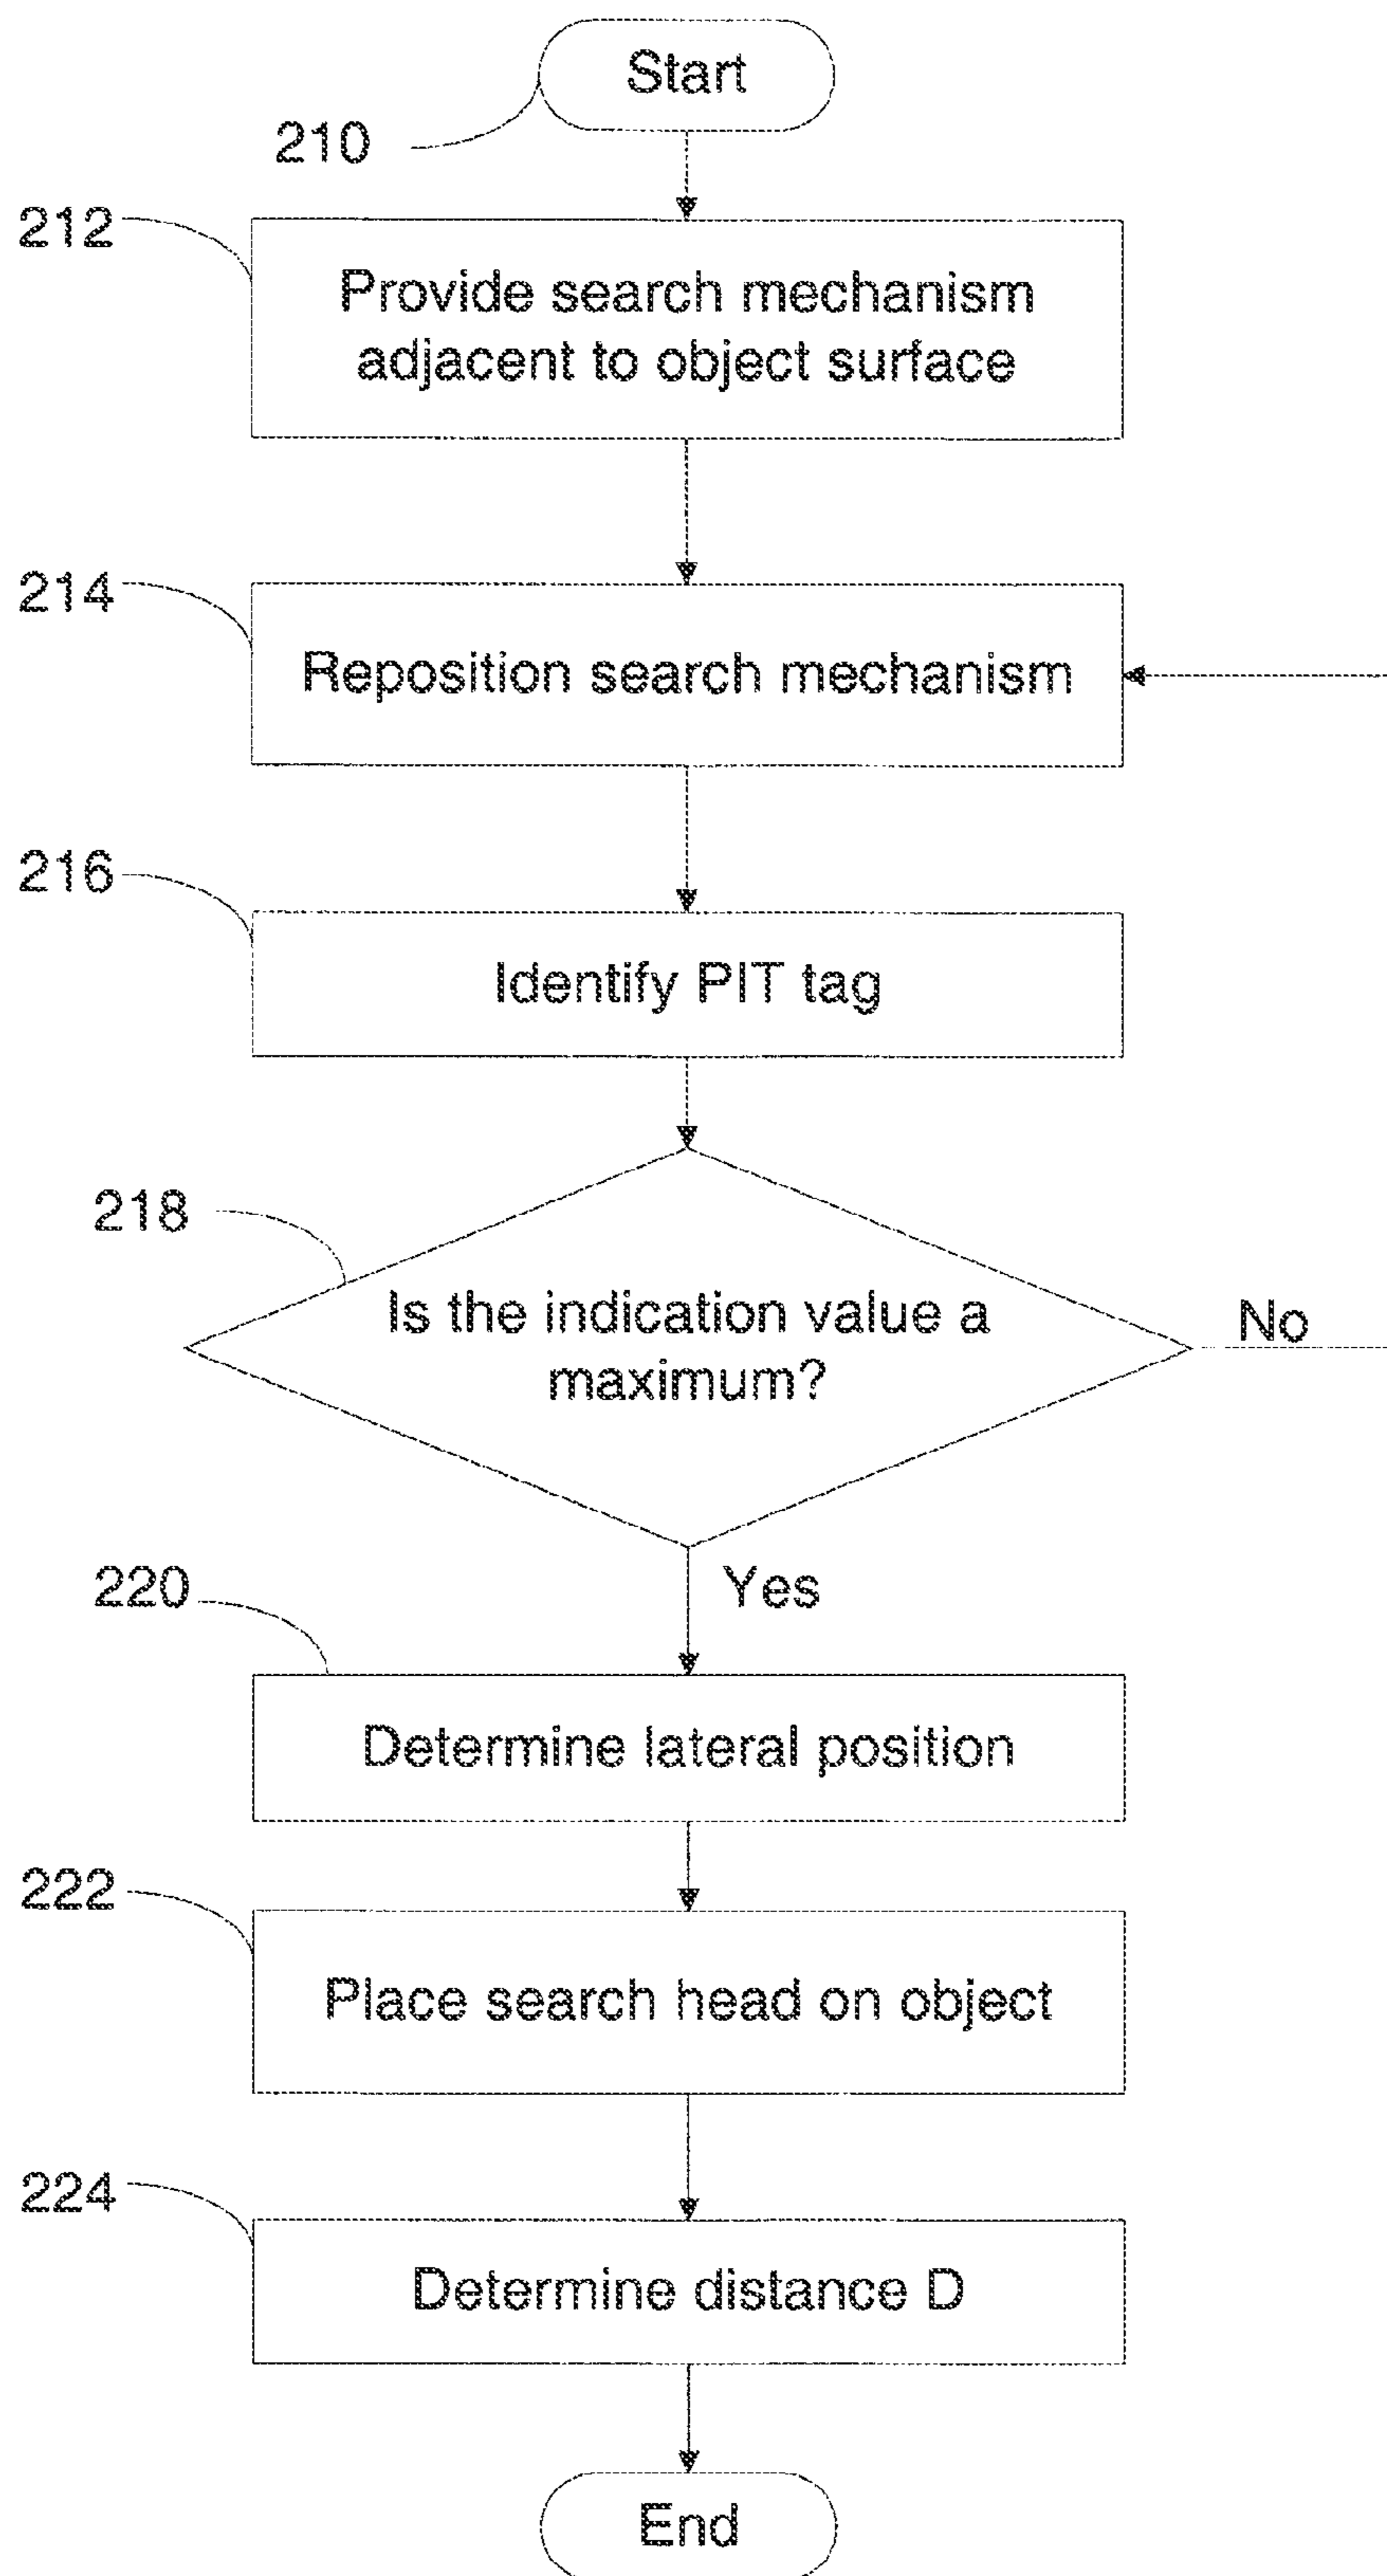 Start
210
212
Provide search mechanism
adjacent to object surface
214
Reposition search mechanism
216
Identify PIT tag
218
Is the indication value a
maximum?
No
Yes
220
Determine lateral position
222
Place search head on object
224
Determine distance D
End